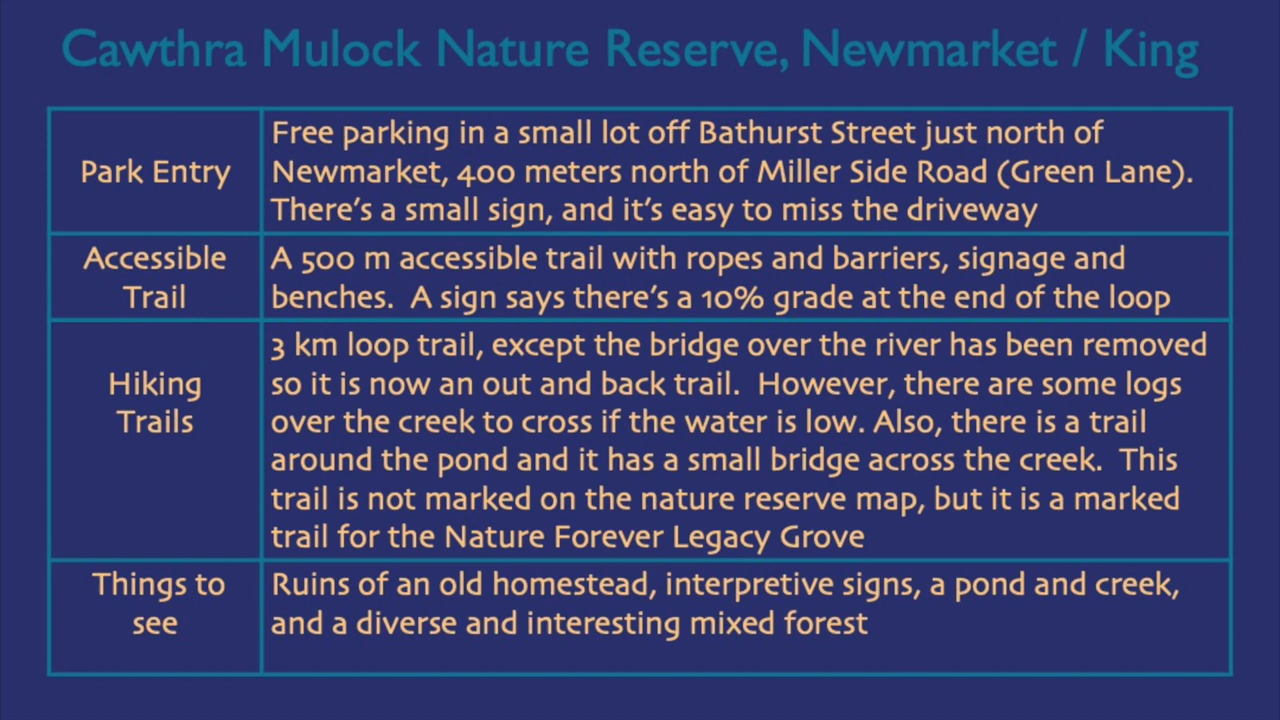 Cawthra Mulock Nature Reserve, Newmarket / King
Park Entry
Free parking in a small lot off Bathurst Street just north of
Newmarket, 400 meters north of Miller Side Road (Green Lane).
There's a small sign, and it's easy to miss the driveway
Accessible
Trail
A 500 m accessible trail with ropes and barriers, signage and
benches.  A sign says there's a 10% grade at the end of the loop
Hiking
Trails
3 km loop trail, except the bridge over the river has been removed
so it is now an out and back trail.  However, there are some logs
over the creek to cross if the water is low. Also, there is a trail
around the pond and it has a small bridge across the creek.  This
trail is not marked on the nature reserve map, but it is a marked
trail for the Nature Forever Legacy Grove
Things to
see
Ruins of an old homestead, interpretive signs, a pond and creek,
and a diverse and interesting mixed forest